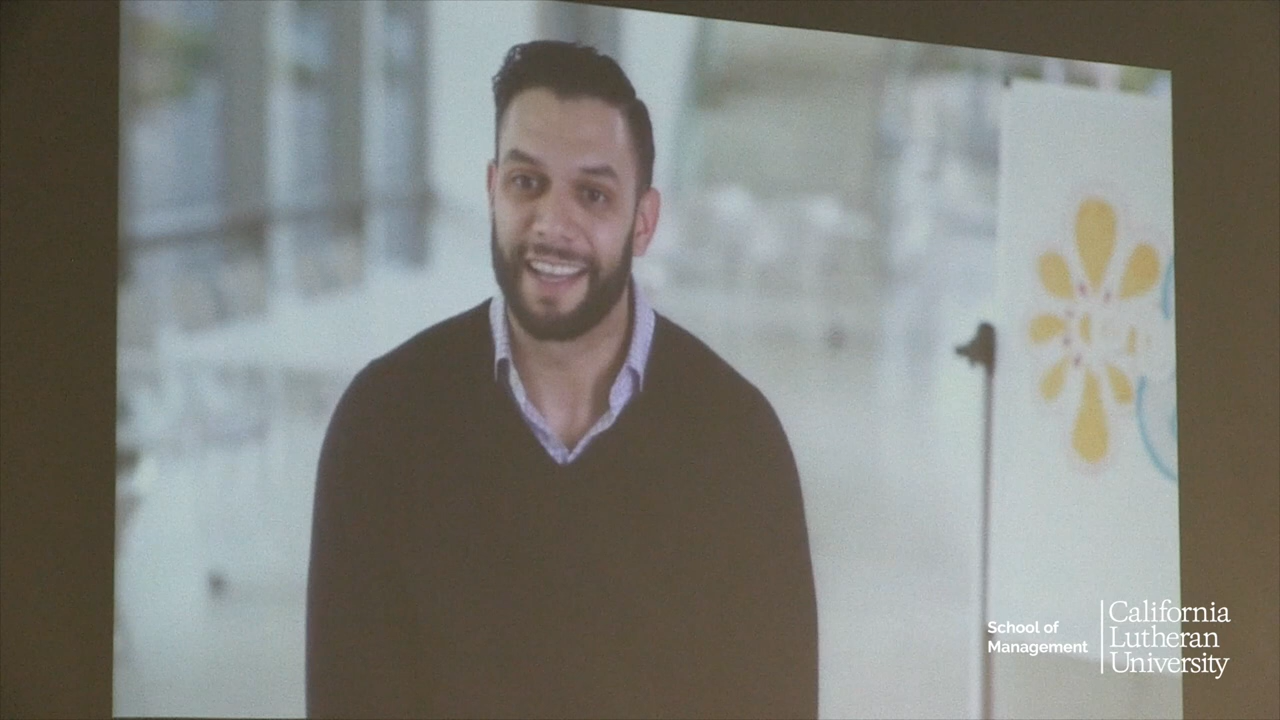 School of
Management
California
Lutheran
University